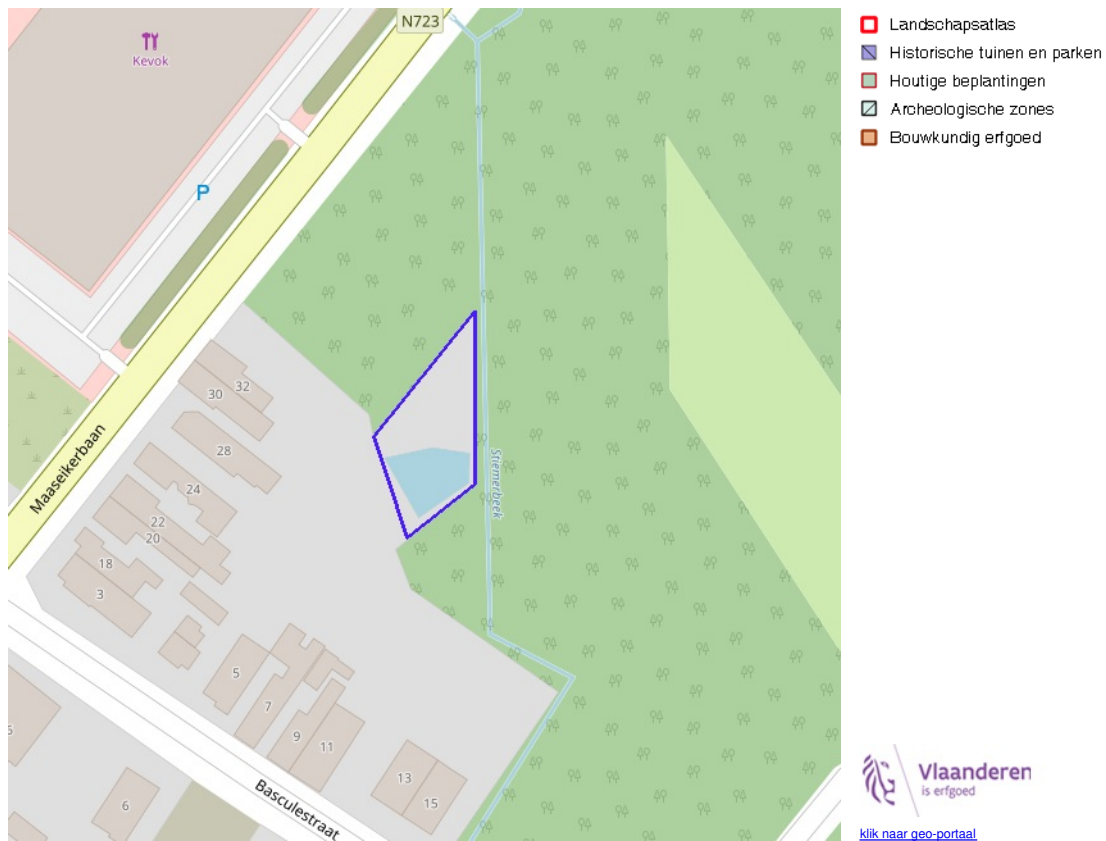 N723
Kevok
P
Maaseikerbaan
30
32
28
24
22
20
18
3
5
7
9
11
13
15
6
Basculestraat
Stiemerbeek
Landschapsatlas
Historische tuinen en parken
Houtige beplantingen
Archeologische zones
Bouwkundig erfgoed
Vlaanderen
is erfgoed
klik naar geo-portaal